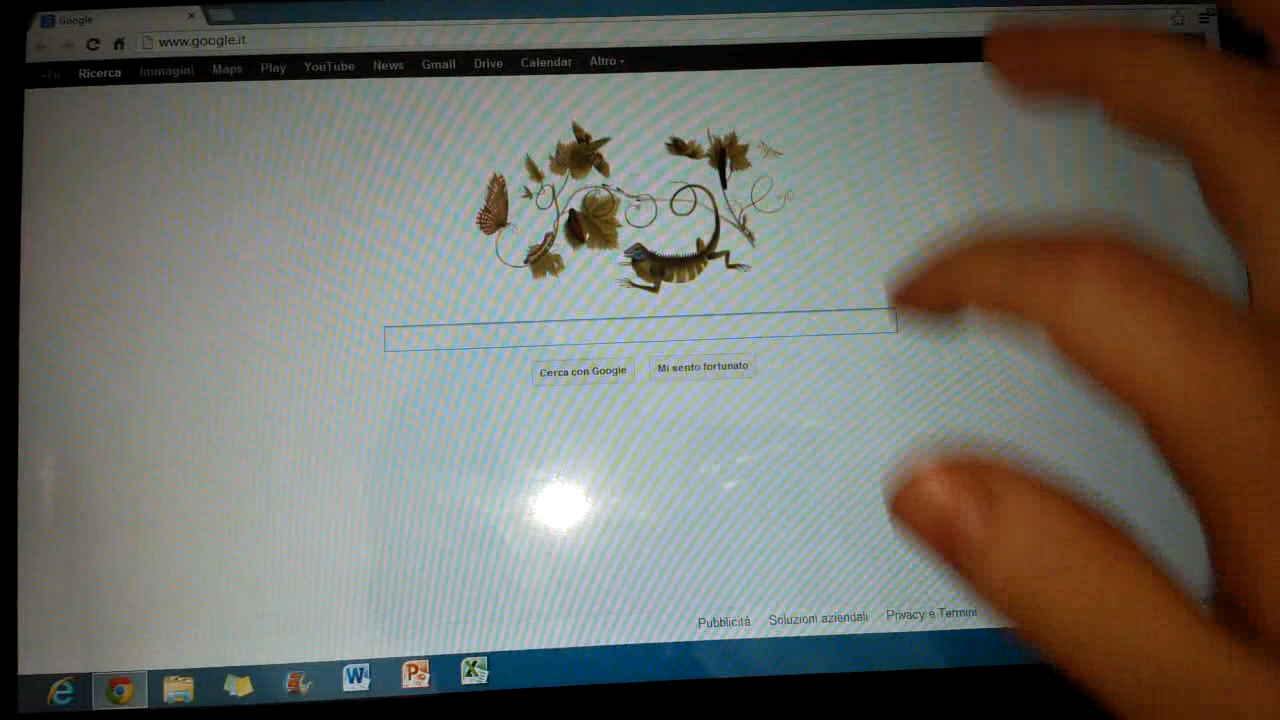 Google
www.google.it
Ricerca Immagini Maps Play YouTube News Gmail Drive Calendar Altro
Cerca con Google Mi sento fortunato
Pubblicità Soluzioni aziendali Privacy e Termini